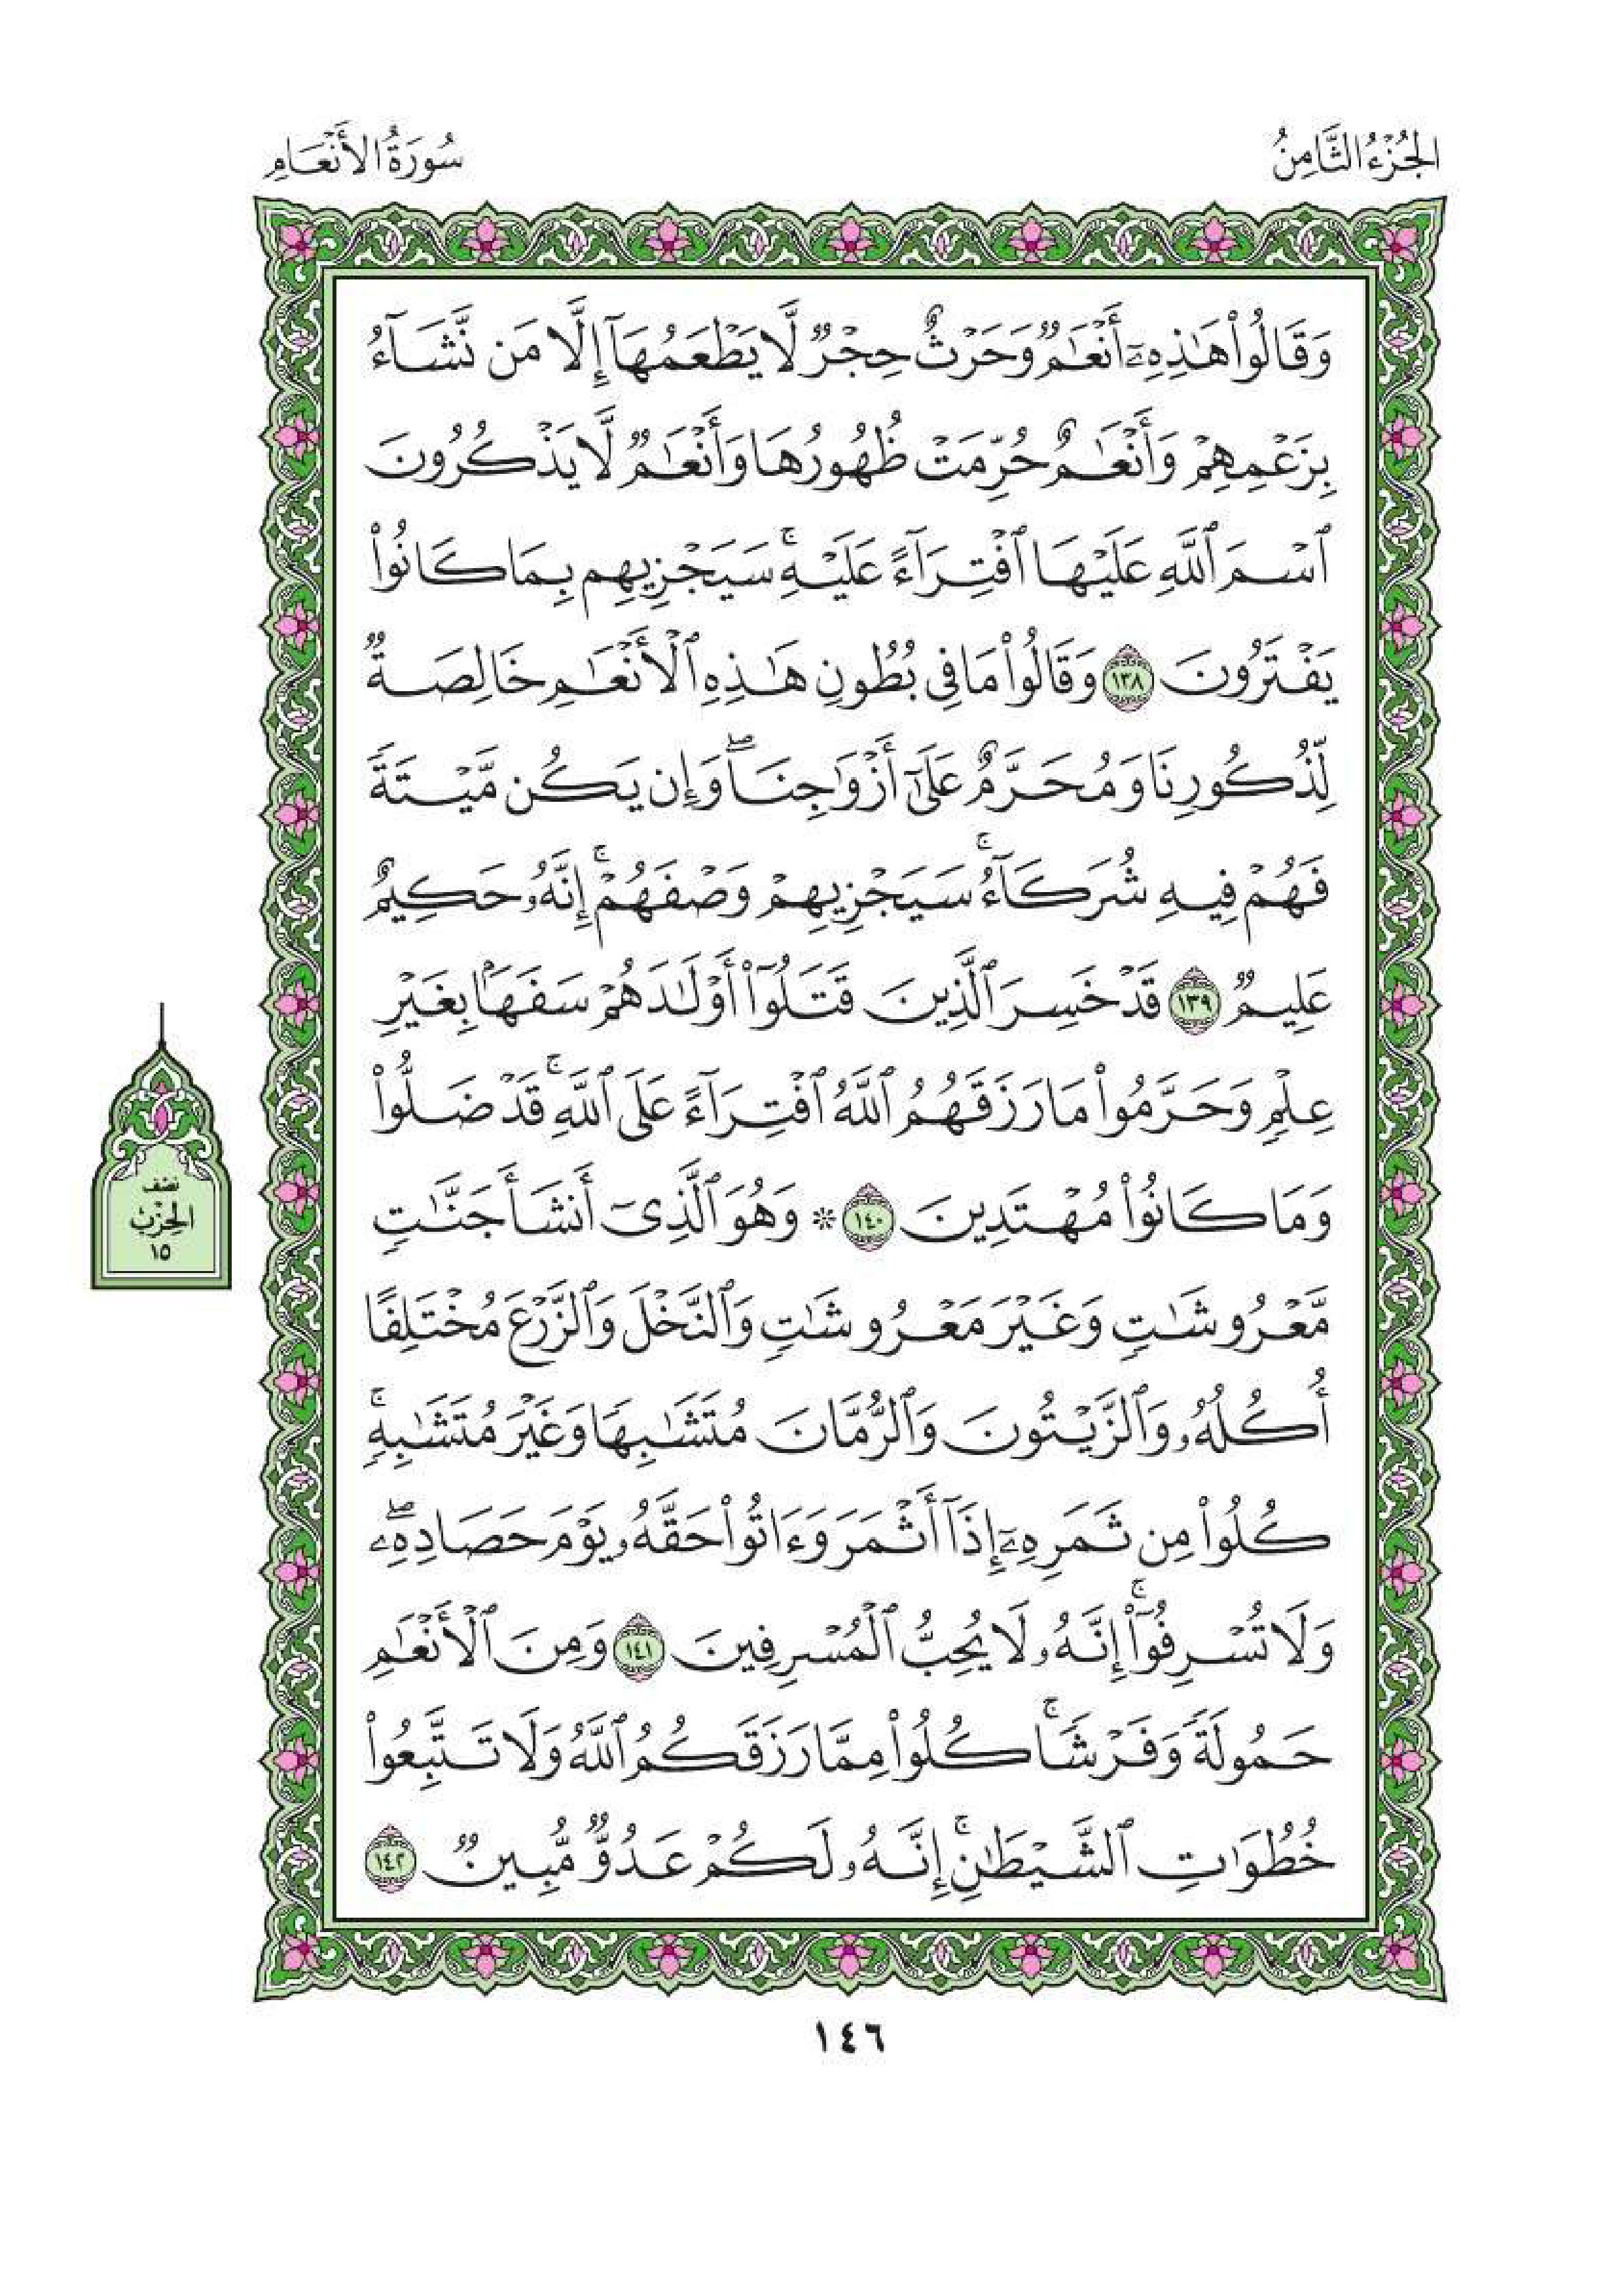 الجُزْءُ الثَّامِنُ
سُورَةُ الأَنْعَامِ
وَقَالُواْ هَٰذِهِۦٓ أَنْعَٰمٌ وَحَرْثٌ حِجْرٌ لَّا يَطْعَمُهَآ إِلَّا مَن نَّشَآءُ
بِزَعْمِهِمْ وَأَنْعَٰمٌ حُرِّمَتْ ظُهُورُهَا وَأَنْعَٰمٌ لَّا يَذْكُرُونَ
ٱسْمَ ٱللَّهِ عَلَيْهَا ٱفْتِرَآءً عَلَيْهِۚ سَيَجْزِيهِم بِمَا كَانُواْ
يَفْتَرُونَ ١٣٨ وَقَالُواْ مَا فِى بُطُونِ هَٰذِهِ ٱلْأَنْعَٰمِ خَالِصَةٌ
لِّذُكُورِنَا وَمُحَرَّمٌ عَلَىٰٓ أَزْوَٰجِنَاۖ وَإِن يَكُن مَّيْتَةً
فَهُمْ فِيهِ شُرَكَآءُۚ سَيَجْزِيهِمْ وَصْفَهُمْۚ إِنَّهُۥ حَكِيمٌ
عَلِيمٌ ١٣٩ قَدْ خَسِرَ ٱلَّذِينَ قَتَلُوٓاْ أَوْلَٰدَهُمْ سَفَهَۢا بِغَيْرِ
عِلْمٍ وَحَرَّمُواْ مَا رَزَقَهُمُ ٱللَّهُ ٱفْتِرَآءً عَلَى ٱللَّهِۚ قَدْ ضَلُّواْ
وَمَا كَانُواْ مُهْتَدِينَ ١٤٠ ۞ وَهُوَ ٱلَّذِىٓ أَنشَأَ جَنَّٰتٍ
مَّعْرُوشَٰتٍ وَغَيْرَ مَعْرُوشَٰتٍ وَٱلنَّخْلَ وَٱلزَّرْعَ مُخْتَلِفًا
أُكُلُهُۥ وَٱلزَّيْتُونَ وَٱلرُّمَّانَ مُتَشَٰبِهًا وَغَيْرَ مُتَشَٰبِهٍۚ
كُلُواْ مِن ثَمَرِهِۦٓ إِذَآ أَثْمَرَ وَءَاتُواْ حَقَّهُۥ يَوْمَ حَصَادِهِۦۖ
وَلَا تُسْرِفُوٓاْۚ إِنَّهُۥ لَا يُحِبُّ ٱلْمُسْرِفِينَ ١٤١ وَمِنَ ٱلْأَنْعَٰمِ
حَمُولَةً وَفَرْشًاۚ كُلُواْ مِمَّا رَزَقَكُمُ ٱللَّهُ وَلَا تَتَّبِعُواْ
خُطُوَٰتِ ٱلشَّيْطَٰنِۚ إِنَّهُۥ لَكُمْ عَدُوٌّ مُّبِينٌ ١٤٢
نصْف
الحِزْبِ
١٥
١٤٦